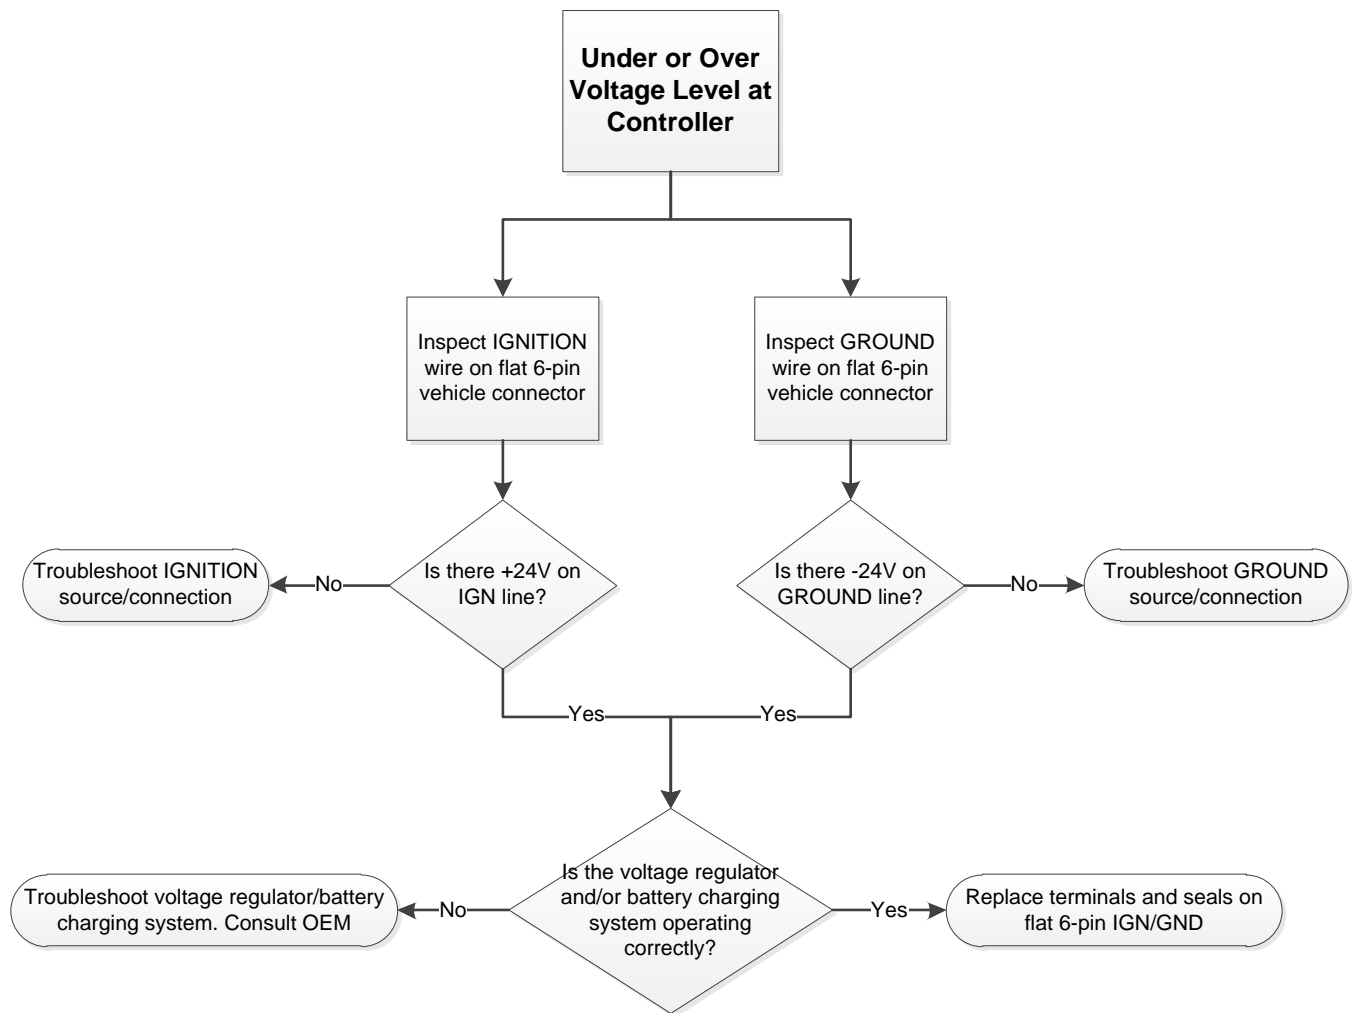 Under or Over
Voltage Level at
Controller
Inspect IGNITION
wire on flat 6-pin
vehicle connector
Inspect GROUND
wire on flat 6-pin
vehicle connector
Troubleshoot IGNITION
source/connection
No
Is there +24V on
IGN line?
Is there -24V on
GROUND line?
No
Troubleshoot GROUND
source/connection
Yes
Yes
Troubleshoot voltage regulator/battery
charging system. Consult OEM
No
Is the voltage regulator
and/or battery charging
system operating
correctly?
Yes
Replace terminals and seals on
flat 6-pin IGN/GND